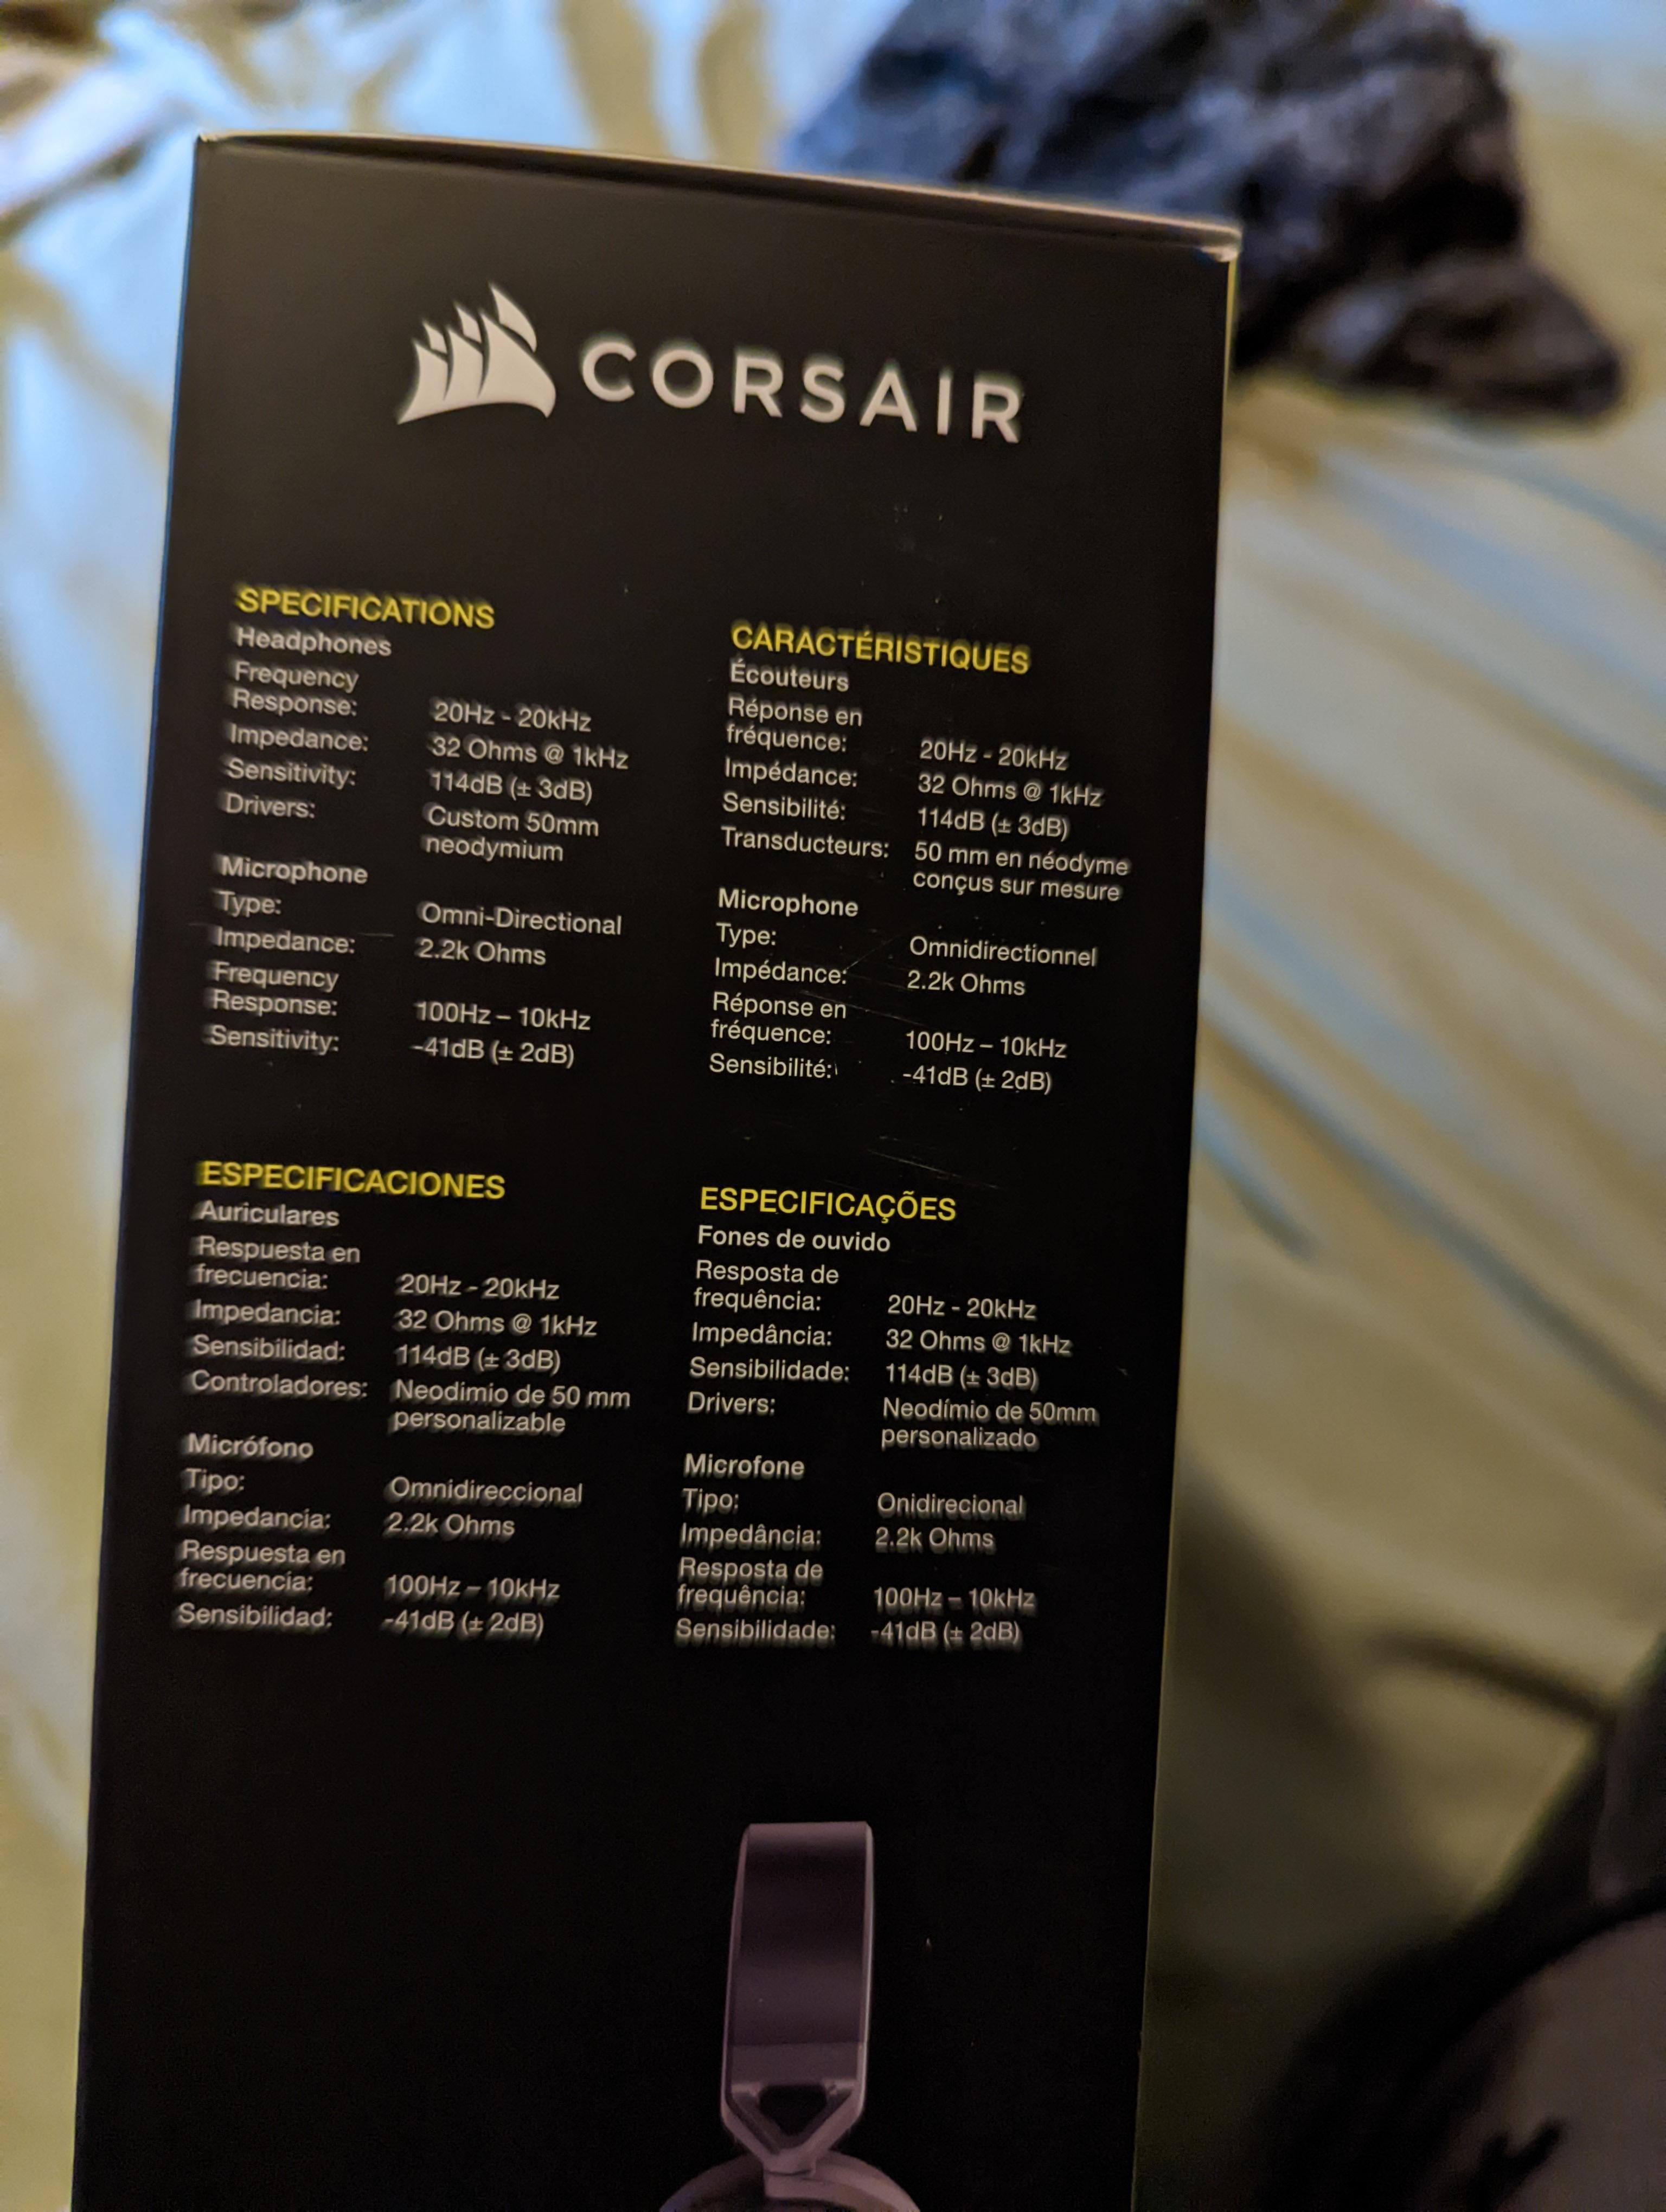 CORSAIR
SPECIFICATIONS
Headphones
Frequency
Response: 20Hz - 20kHz
Impedance: 32 Ohms @ 1kHz
Sensitivity: 114dB (± 3dB)
Drivers: Custom 50mm
neodymium
Microphone
Type: Omni-Directional
Impedance: 2.2k Ohms
Frequency
Response: 100Hz – 10kHz
Sensitivity: -41dB (± 2dB)
CARACTÉRISTIQUES
Écouteurs
Réponse en
fréquence: 20Hz - 20kHz
Impédance: 32 Ohms @ 1kHz
Sensibilité: 114dB (± 3dB)
Transducteurs: 50 mm en néodyme
conçus sur mesure
Microphone
Type: Omnidirectionnel
Impédance: 2.2k Ohms
Réponse en
fréquence: 100Hz – 10kHz
Sensibilité: -41dB (± 2dB)
ESPECIFICACIONES
Auriculares
Respuesta en
frecuencia: 20Hz - 20kHz
Impedancia: 32 Ohms @ 1kHz
Sensibilidad: 114dB (± 3dB)
Controladores: Neodimio de 50 mm
personalizable
Micrófono
Tipo: Omnidireccional
Impedancia: 2.2k Ohms
Respuesta en
frecuencia: 100Hz – 10kHz
Sensibilidad: -41dB (± 2dB)
ESPECIFICAÇÕES
Fones de ouvido
Resposta de
frequência: 20Hz - 20kHz
Impedância: 32 Ohms @ 1kHz
Sensibilidade: 114dB (± 3dB)
Drivers: Neodímio de 50mm
personalizado
Microfone
Tipo: Onidirecional
Impedância: 2.2k Ohms
Resposta de
frequência: 100Hz – 10kHz
Sensibilidade: -41dB (± 2dB)